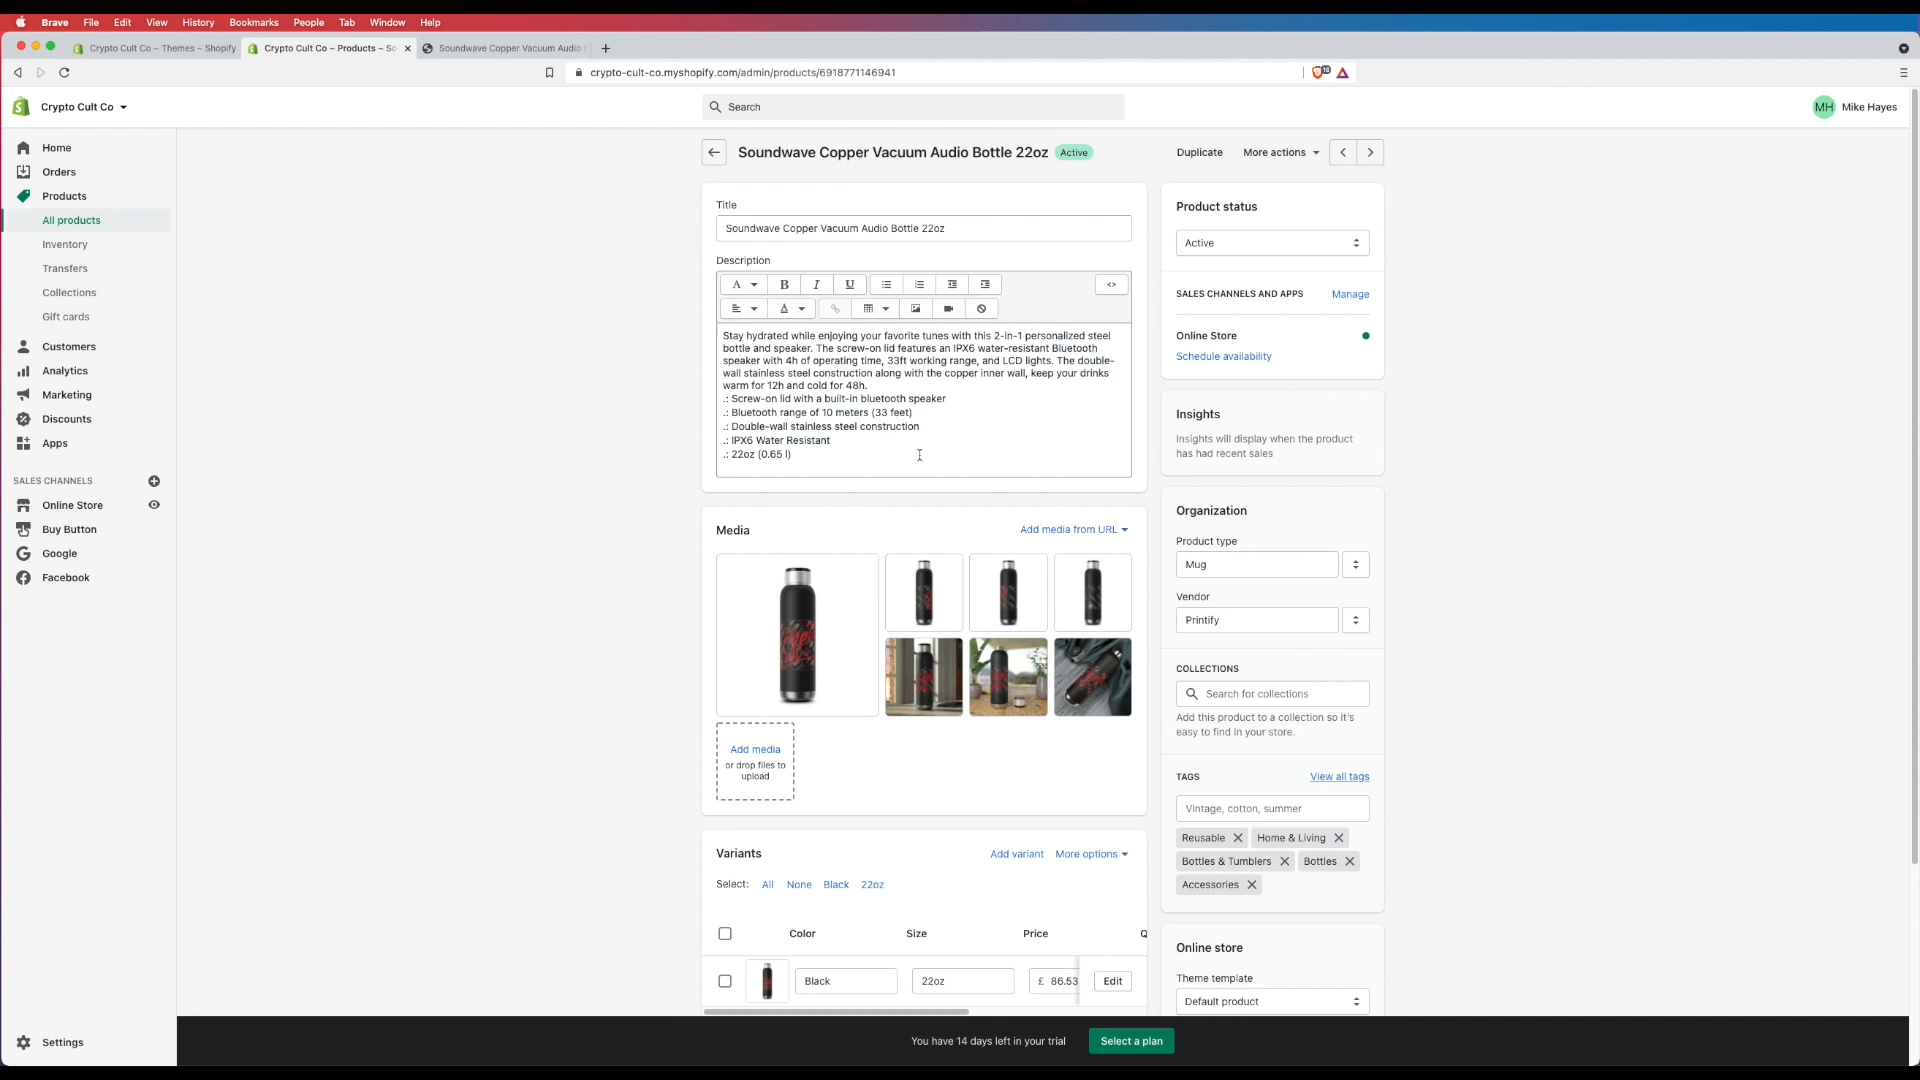 Brave File Edit View History Bookmarks People Tab Window Help
Crypto Cult Co ~ Themes ~ Shopify
Crypto Cult Co ~ Products ~ So
Soundwave Copper Vacuum Audio
crypto-cult-co.myshopify.com/admin/products/6918771146941
Crypto Cult Co
Search
MH Mike Hayes
Home
Orders
Products
All products
Inventory
Transfers
Collections
Gift cards
Customers
Analytics
Marketing
Discounts
Apps
SALES CHANNELS
Online Store
Buy Button
Google
Facebook
Settings
Soundwave Copper Vacuum Audio Bottle 22oz Active
Duplicate More actions
Title
Soundwave Copper Vacuum Audio Bottle 22oz
Description
A B I U <>
A
Stay hydrated while enjoying your favorite tunes with this 2-in-1 personalized steel
bottle and speaker. The screw-on lid features an IPX6 water-resistant Bluetooth
speaker with 4h of operating time, 33ft working range, and LCD lights. The double-
wall stainless steel construction along with the copper inner wall, keep your drinks
warm for 12h and cold for 48h.
.: Screw-on lid with a built-in bluetooth speaker
.: Bluetooth range of 10 meters (33 feet)
.: Double-wall stainless steel construction
.: IPX6 Water Resistant
.: 22oz (0.65 l)
Media
Add media from URL
Add media
or drop files to
upload
Variants
Add variant More options
Select: All None Black 22oz
Color Size Price Q
Black 22oz £ 86.53 Edit
Product status
Active
SALES CHANNELS AND APPS Manage
Online Store
Schedule availability
Insights
Insights will display when the product
has had recent sales
Organization
Product type
Mug
Vendor
Printify
COLLECTIONS
Search for collections
Add this product to a collection so it's
easy to find in your store.
TAGS View all tags
Vintage, cotton, summer
Reusable Home & Living
Bottles & Tumblers Bottles
Accessories
Online store
Theme template
Default product
You have 14 days left in your trial Select a plan